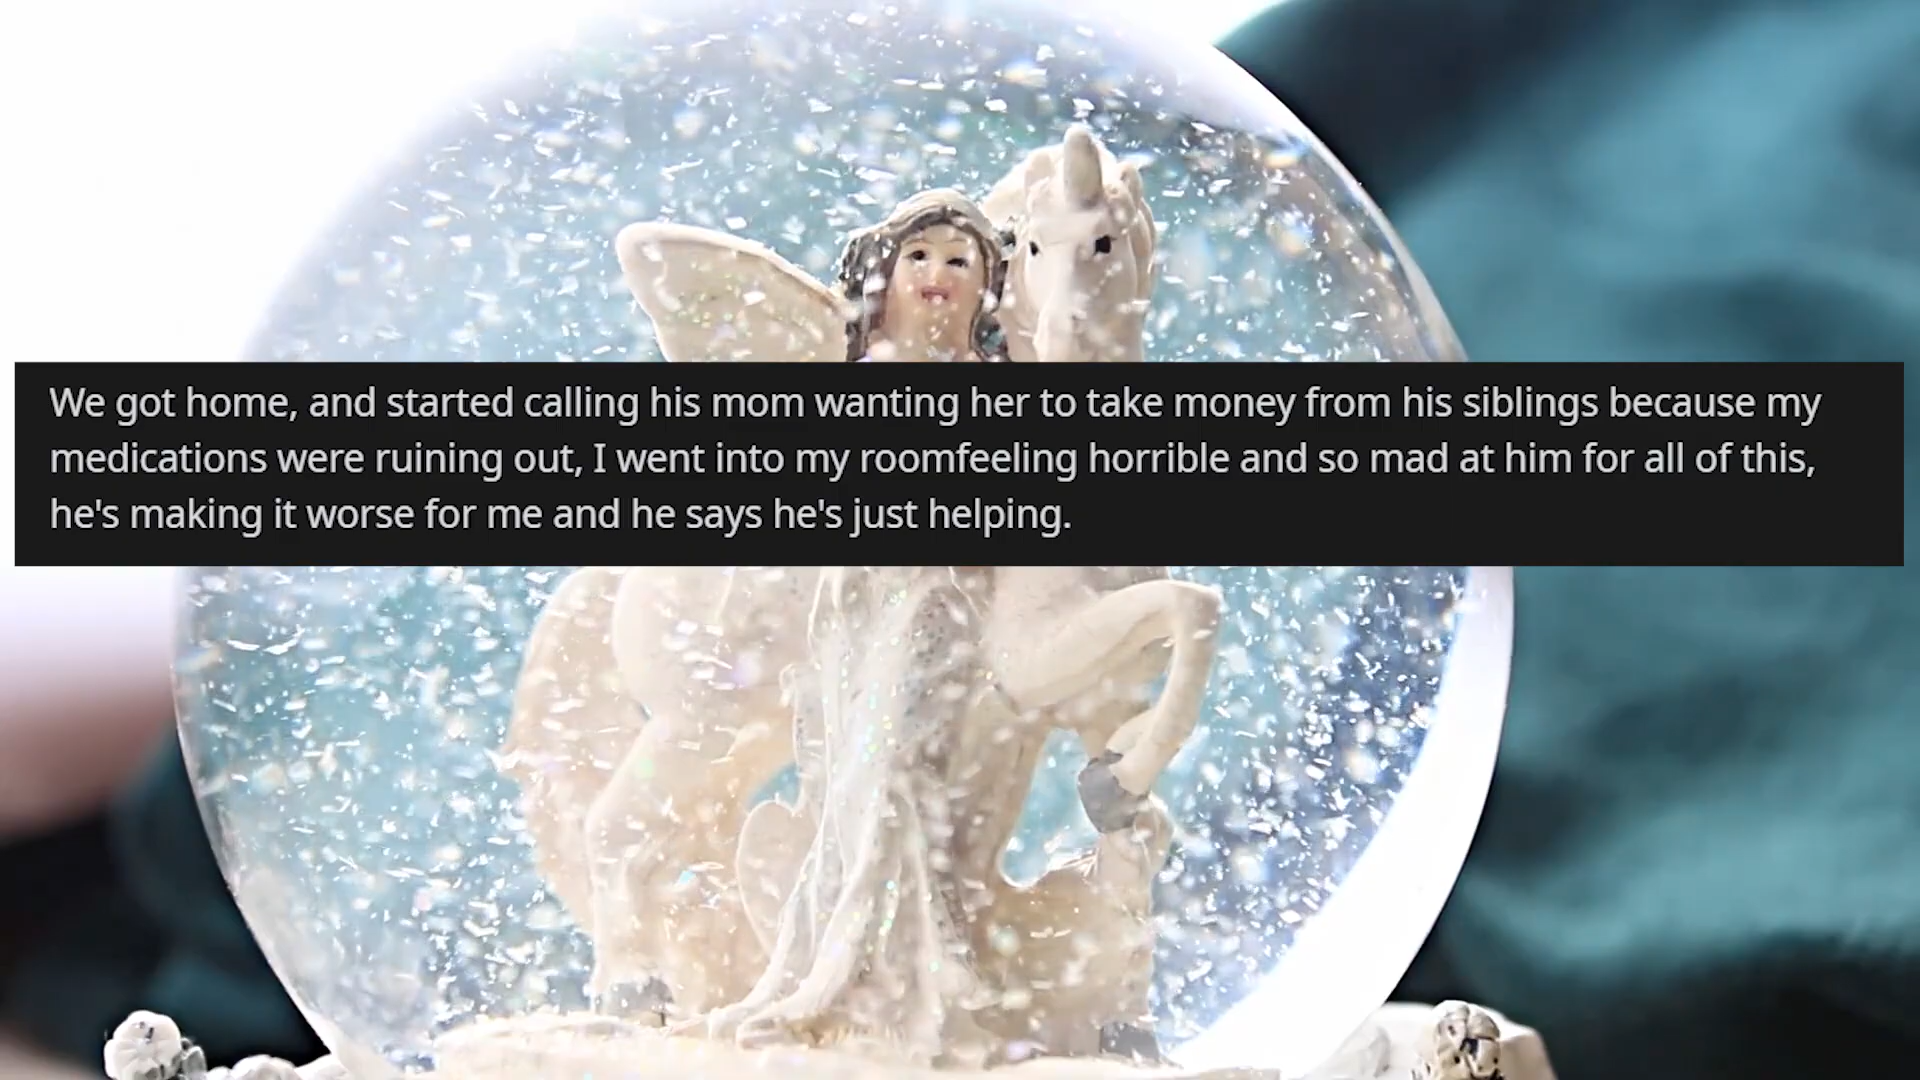 We got home, and started calling his mom wanting her to take money from his siblings because my
medications were ruining out, I went into my roomfeeling horrible and so mad at him for all of this,
he's making it worse for me and he says he's just helping.